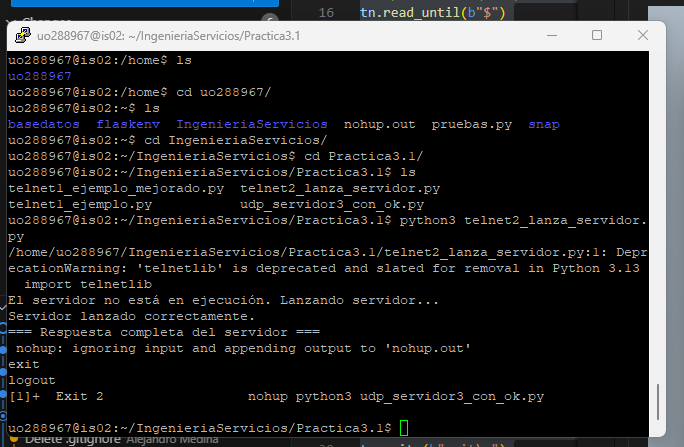 Changes
16 tn.read_until(b"$")
uo288967@is02: ~/IngenieriaServicios/Practica3.1
uo288967@is02:/home$ ls
uo288967
uo288967@is02:/home$ cd uo288967/
uo288967@is02:~$ ls
basedatos flaskenv IngenieriaServicios nohup.out pruebas.py snap
uo288967@is02:~$ cd IngenieriaServicios/
uo288967@is02:~/IngenieriaServicios$ cd Practica3.1/
uo288967@is02:~/IngenieriaServicios/Practica3.1$ ls
telnet1_ejemplo_mejorado.py telnet2_lanza_servidor.py
telnet1_ejemplo.py udp_servidor3_con_ok.py
uo288967@is02:~/IngenieriaServicios/Practica3.1$ python3 telnet2_lanza_servidor.
py
/home/uo288967/IngenieriaServicios/Practica3.1/telnet2_lanza_servidor.py:1: Depr
ecationWarning: 'telnetlib' is deprecated and slated for removal in Python 3.13
import telnetlib
El servidor no está en ejecución. Lanzando servidor...
Servidor lanzado correctamente.
=== Respuesta completa del servidor ===
nohup: ignoring input and appending output to 'nohup.out'
exit
logout
[1]+ Exit 2 nohup python3 udp_servidor3_con_ok.py
uo288967@is02:~/IngenieriaServicios/Practica3.1$
Delete .gitignore Alejandro Medina